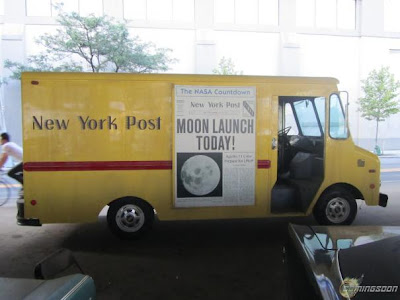 The NASA Countdown
New York Post
New York Post
MOON LAUNCH
TODAY!
COMINGSOON